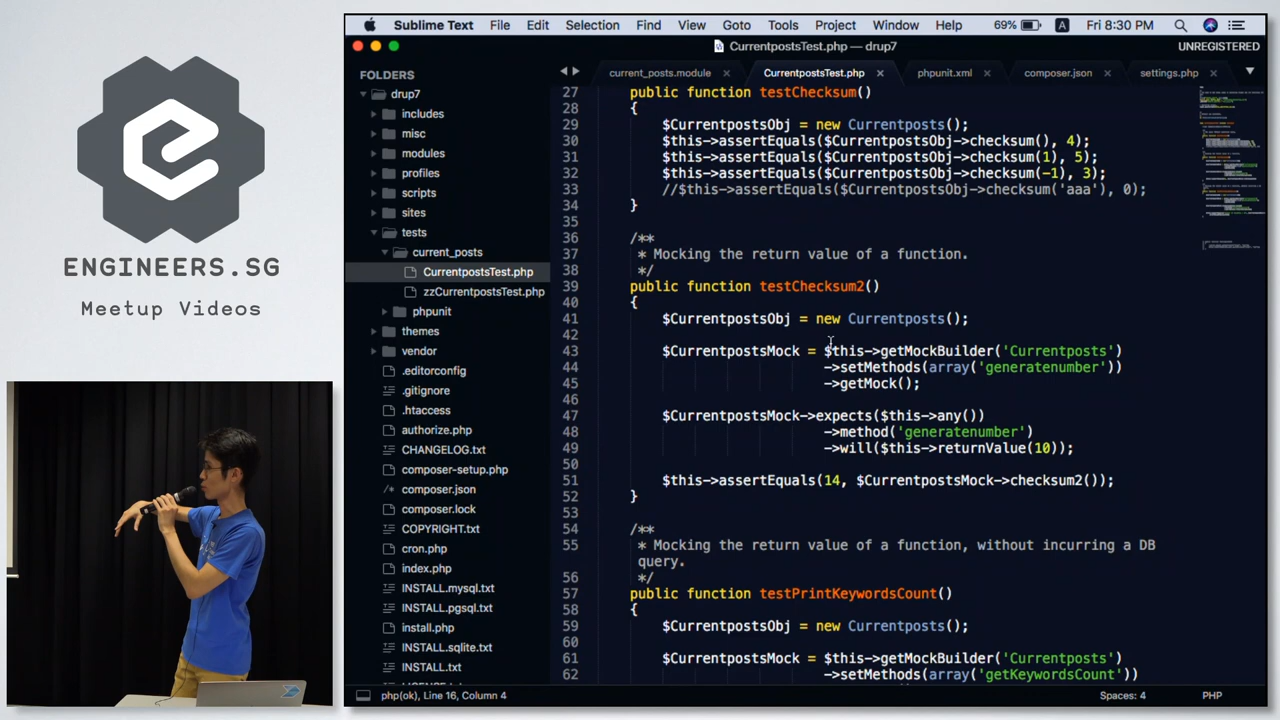 ENGINEERS.SG
Meetup Videos
Sublime Text File Edit Selection Find View Goto Tools Project Window Help 69% A Fri 8:30 PM
CurrentpostsTest.php — drup7
UNREGISTERED
FOLDERS
drup7
includes
misc
modules
profiles
scripts
sites
tests
current_posts
CurrentpostsTest.php
zzCurrentpostsTest.php
phpunit
themes
vendor
.editorconfig
.gitignore
.htaccess
authorize.php
CHANGELOG.txt
composer-setup.php
composer.json
composer.lock
COPYRIGHT.txt
cron.php
index.php
INSTALL.mysql.txt
INSTALL.pgsql.txt
install.php
INSTALL.sqlite.txt
INSTALL.txt
current_posts.module CurrentpostsTest.php phpunit.xml composer.json settings.php
27 public function testChecksum()
28 {
29 $CurrentpostsObj = new Currentposts();
30 $this->assertEquals($CurrentpostsObj->checksum(), 4);
31 $this->assertEquals($CurrentpostsObj->checksum(1), 5);
32 $this->assertEquals($CurrentpostsObj->checksum(-1), 3);
33 //$this->assertEquals($CurrentpostsObj->checksum('aaa'), 0);
34 }
35
36 /**
37 * Mocking the return value of a function.
38 */
39 public function testChecksum2()
40 {
41 $CurrentpostsObj = new Currentposts();
42
43 $CurrentpostsMock = $this->getMockBuilder('Currentposts')
44 ->setMethods(array('generatenumber'))
45 ->getMock();
46
47 $CurrentpostsMock->expects($this->any())
48 ->method('generatenumber')
49 ->will($this->returnValue(10));
50
51 $this->assertEquals(14, $CurrentpostsMock->checksum2());
52 }
53
54 /**
55 * Mocking the return value of a function, without incurring a DB
query.
56 */
57 public function testPrintKeywordsCount()
58 {
59 $CurrentpostsObj = new Currentposts();
60
61 $CurrentpostsMock = $this->getMockBuilder('Currentposts')
62 ->setMethods(array('getKeywordsCount'))
php(ok), Line 16, Column 4
Spaces: 4
PHP